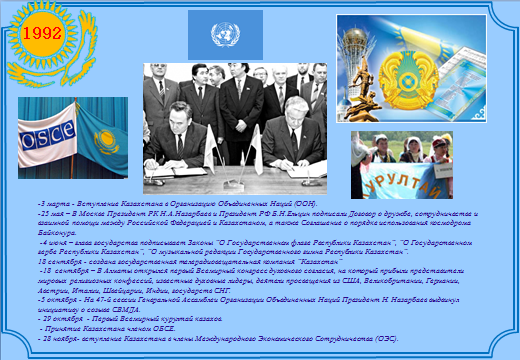 1992
OSCE
УРУЛТАЙ
-3 марта - Вступление Казахстана в Организацию Объединенных Наций (ООН).
-25 мая – В Москве Президент РК Н.А.Назарбаев и Президент РФ Б.Н.Ельцин подписали Договор о дружбе, сотрудничестве и
взаимной помощи между Российской Федерацией и Казахстаном, а также Соглашение о порядке использования космодрома
Байконура.
-4 июня – глава государства подписывает Законы "О Государственном флаге Республики Казахстан", "О Государственном
гербе Республики Казахстан", "О музыкальной редакции Государственного гимна Республики Казахстан".
18 сентября - создана государственная телерадиовещательная компания "Казахстан"
-18 сентября – В Алматы открылся первый Всемирный конгресс духовного согласия, на который прибыли представители
мировых религиозных конфессий, известные духовные лидеры, деятели просвещения из США, Великобритании, Германии,
Австрии, Италии, Швейцарии, Индии, государств СНГ.
-5 октября - На 47-й сессии Генеральной Ассамблеи Организации Объединенных Наций Президент Н. Назарбаев выдвинул
инициативу о созыве СВМДА.
- 29 октября - Первый Всемирный курултай казахов.
- Принятие Казахстана членом ОБСЕ.
- 28 ноября- вступление Казахстана в члены Международного Экономического Сотрудничества (ОЭС).